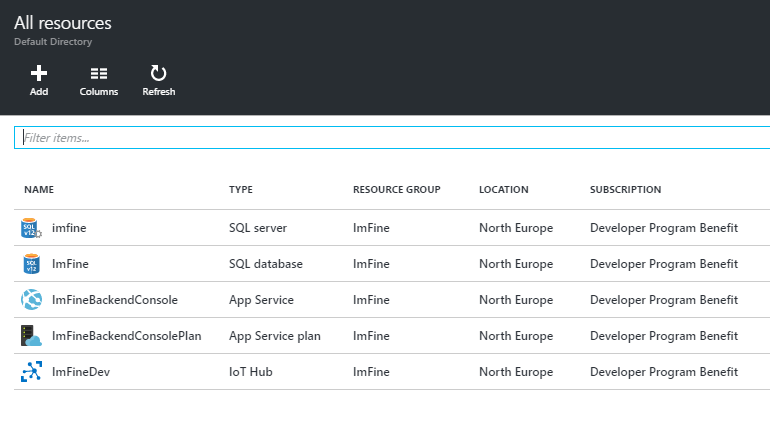 All resources
Default Directory
Add Columns Refresh
Filter items...
NAME TYPE RESOURCE GROUP LOCATION SUBSCRIPTION
SQL v12 imfine SQL server ImFine North Europe Developer Program Benefit
SQL v12 ImFine SQL database ImFine North Europe Developer Program Benefit
ImFineBackendConsole App Service ImFine North Europe Developer Program Benefit
ImFineBackendConsolePlan App Service plan ImFine North Europe Developer Program Benefit
ImFineDev IoT Hub ImFine North Europe Developer Program Benefit